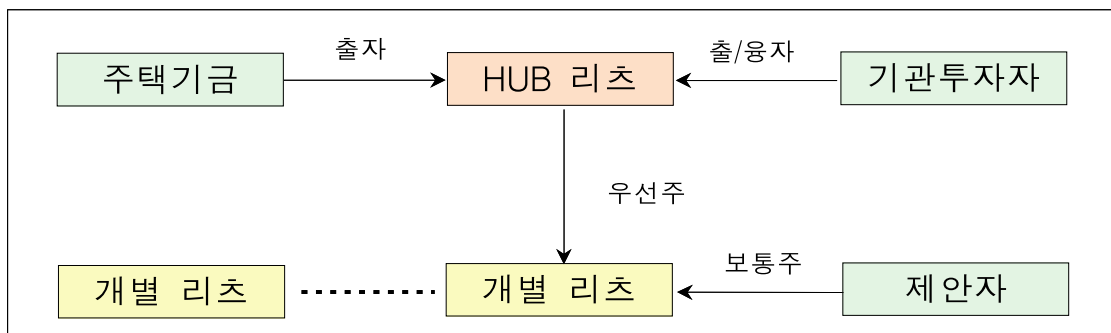 주택기금
출자
HUB 리츠
출/융자
기관투자자
우선주
개별 리츠
개별 리츠
보통주
제안자